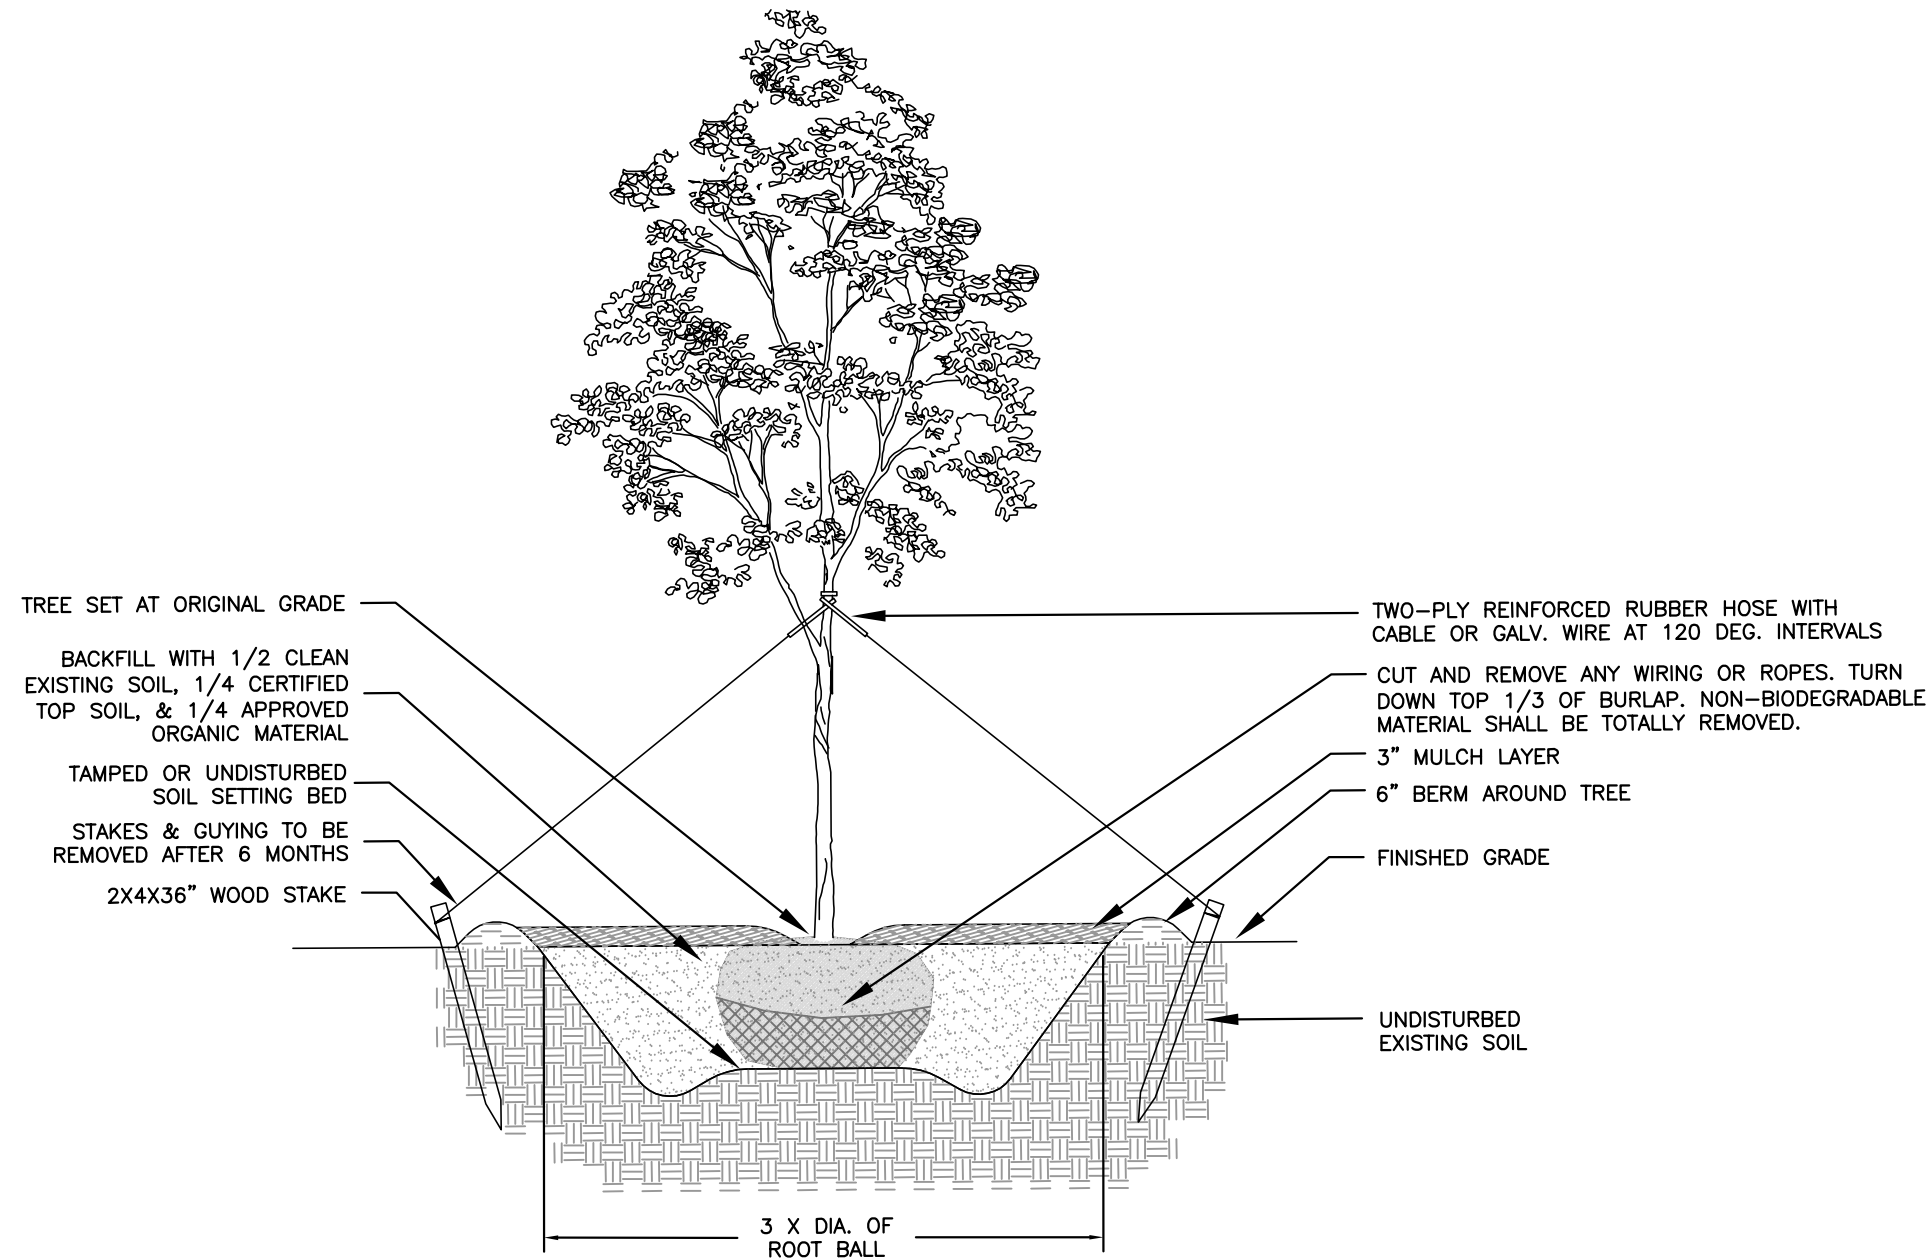 TREE SET AT ORIGINAL GRADE
BACKFILL WITH 1/2 CLEAN
EXISTING SOIL, 1/4 CERTIFIED
TOP SOIL, & 1/4 APPROVED
ORGANIC MATERIAL
TAMPED OR UNDISTURBED
SOIL SETTING BED
STAKES & GUYING TO BE
REMOVED AFTER 6 MONTHS
2X4X36" WOOD STAKE
TWO-PLY REINFORCED RUBBER HOSE WITH
CABLE OR GALV. WIRE AT 120 DEG. INTERVALS
CUT AND REMOVE ANY WIRING OR ROPES. TURN
DOWN TOP 1/3 OF BURLAP. NON-BIODEGRADABLE
MATERIAL SHALL BE TOTALLY REMOVED.
3" MULCH LAYER
6" BERM AROUND TREE
FINISHED GRADE
UNDISTURBED
EXISTING SOIL
3 X DIA. OF
ROOT BALL